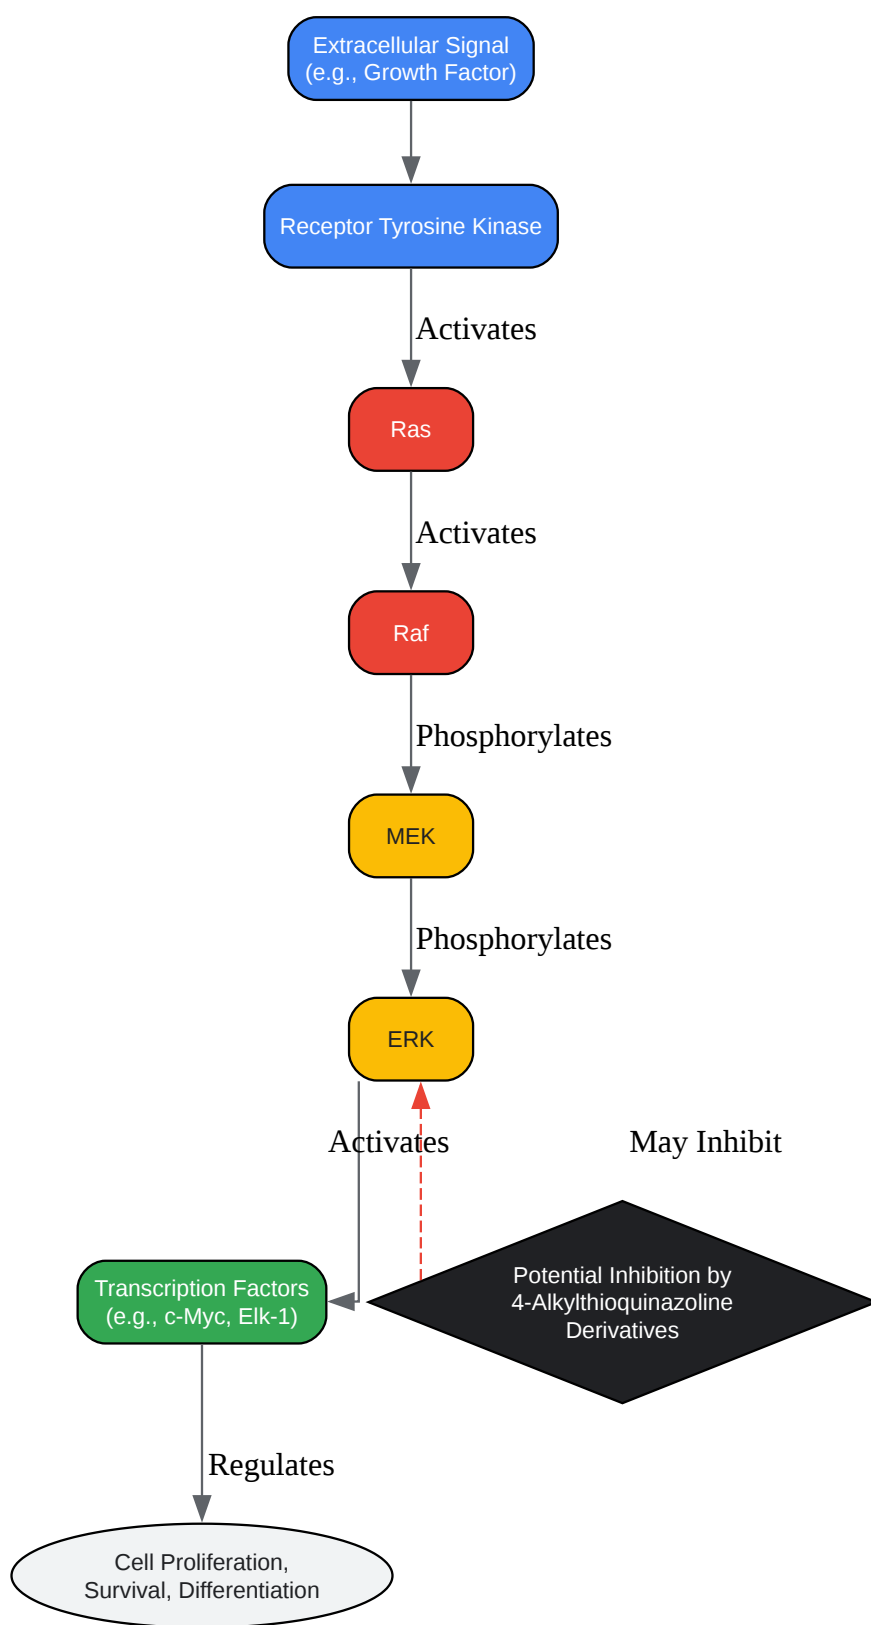 Extracellular Signal
(e.g., Growth Factor)
Receptor Tyrosine Kinase
Activates
Ras
Activates
Raf
Phosphorylates
MEK
Phosphorylates
ERK
Activates
May Inhibit
Potential Inhibition by
4-Alkylthioquinazoline
Derivatives
Transcription Factors
(e.g., c-Myc, Elk-1)
Regulates
Cell Proliferation,
Survival, Differentiation